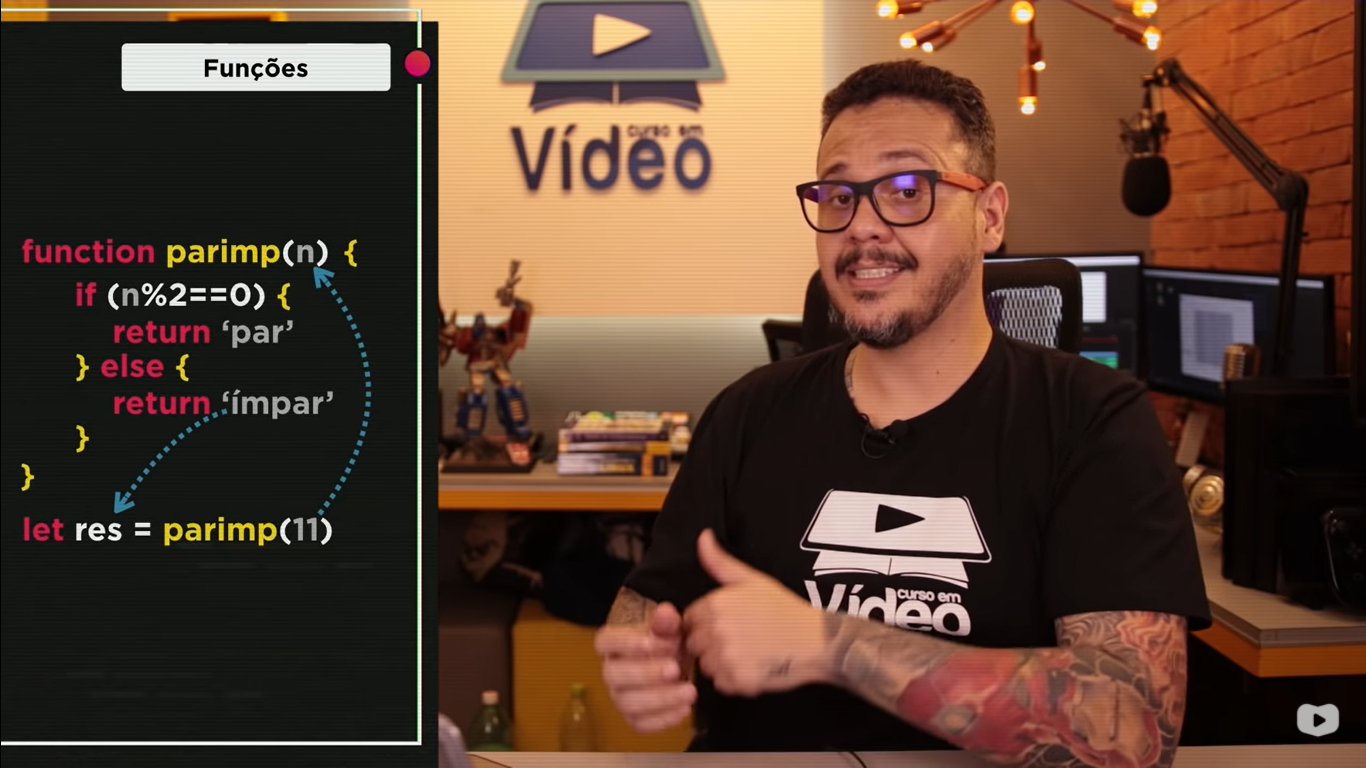 Funções
function parimp(n) {
if (n%2==0) {
return ‘par’
} else {
return ‘ímpar’
}
}
let res = parimp(11)
curso em
Vídeo
curso em
Vídeo